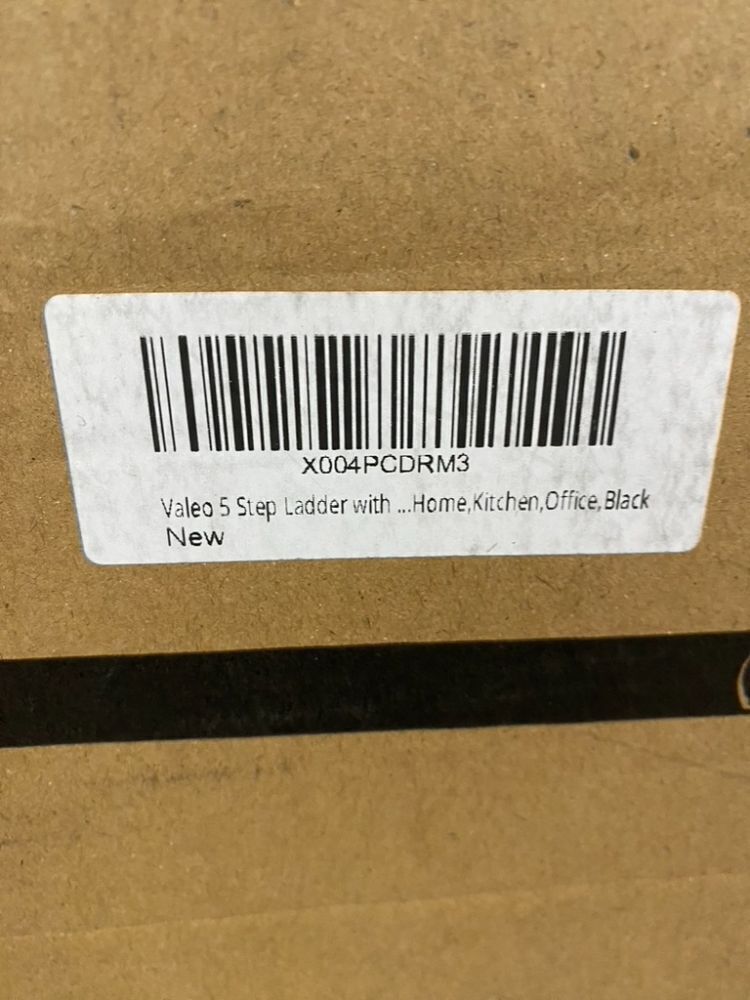 X004PCDRM3
Valeo 5 Step Ladder with ...Home,Kitchen,Office,Black
New